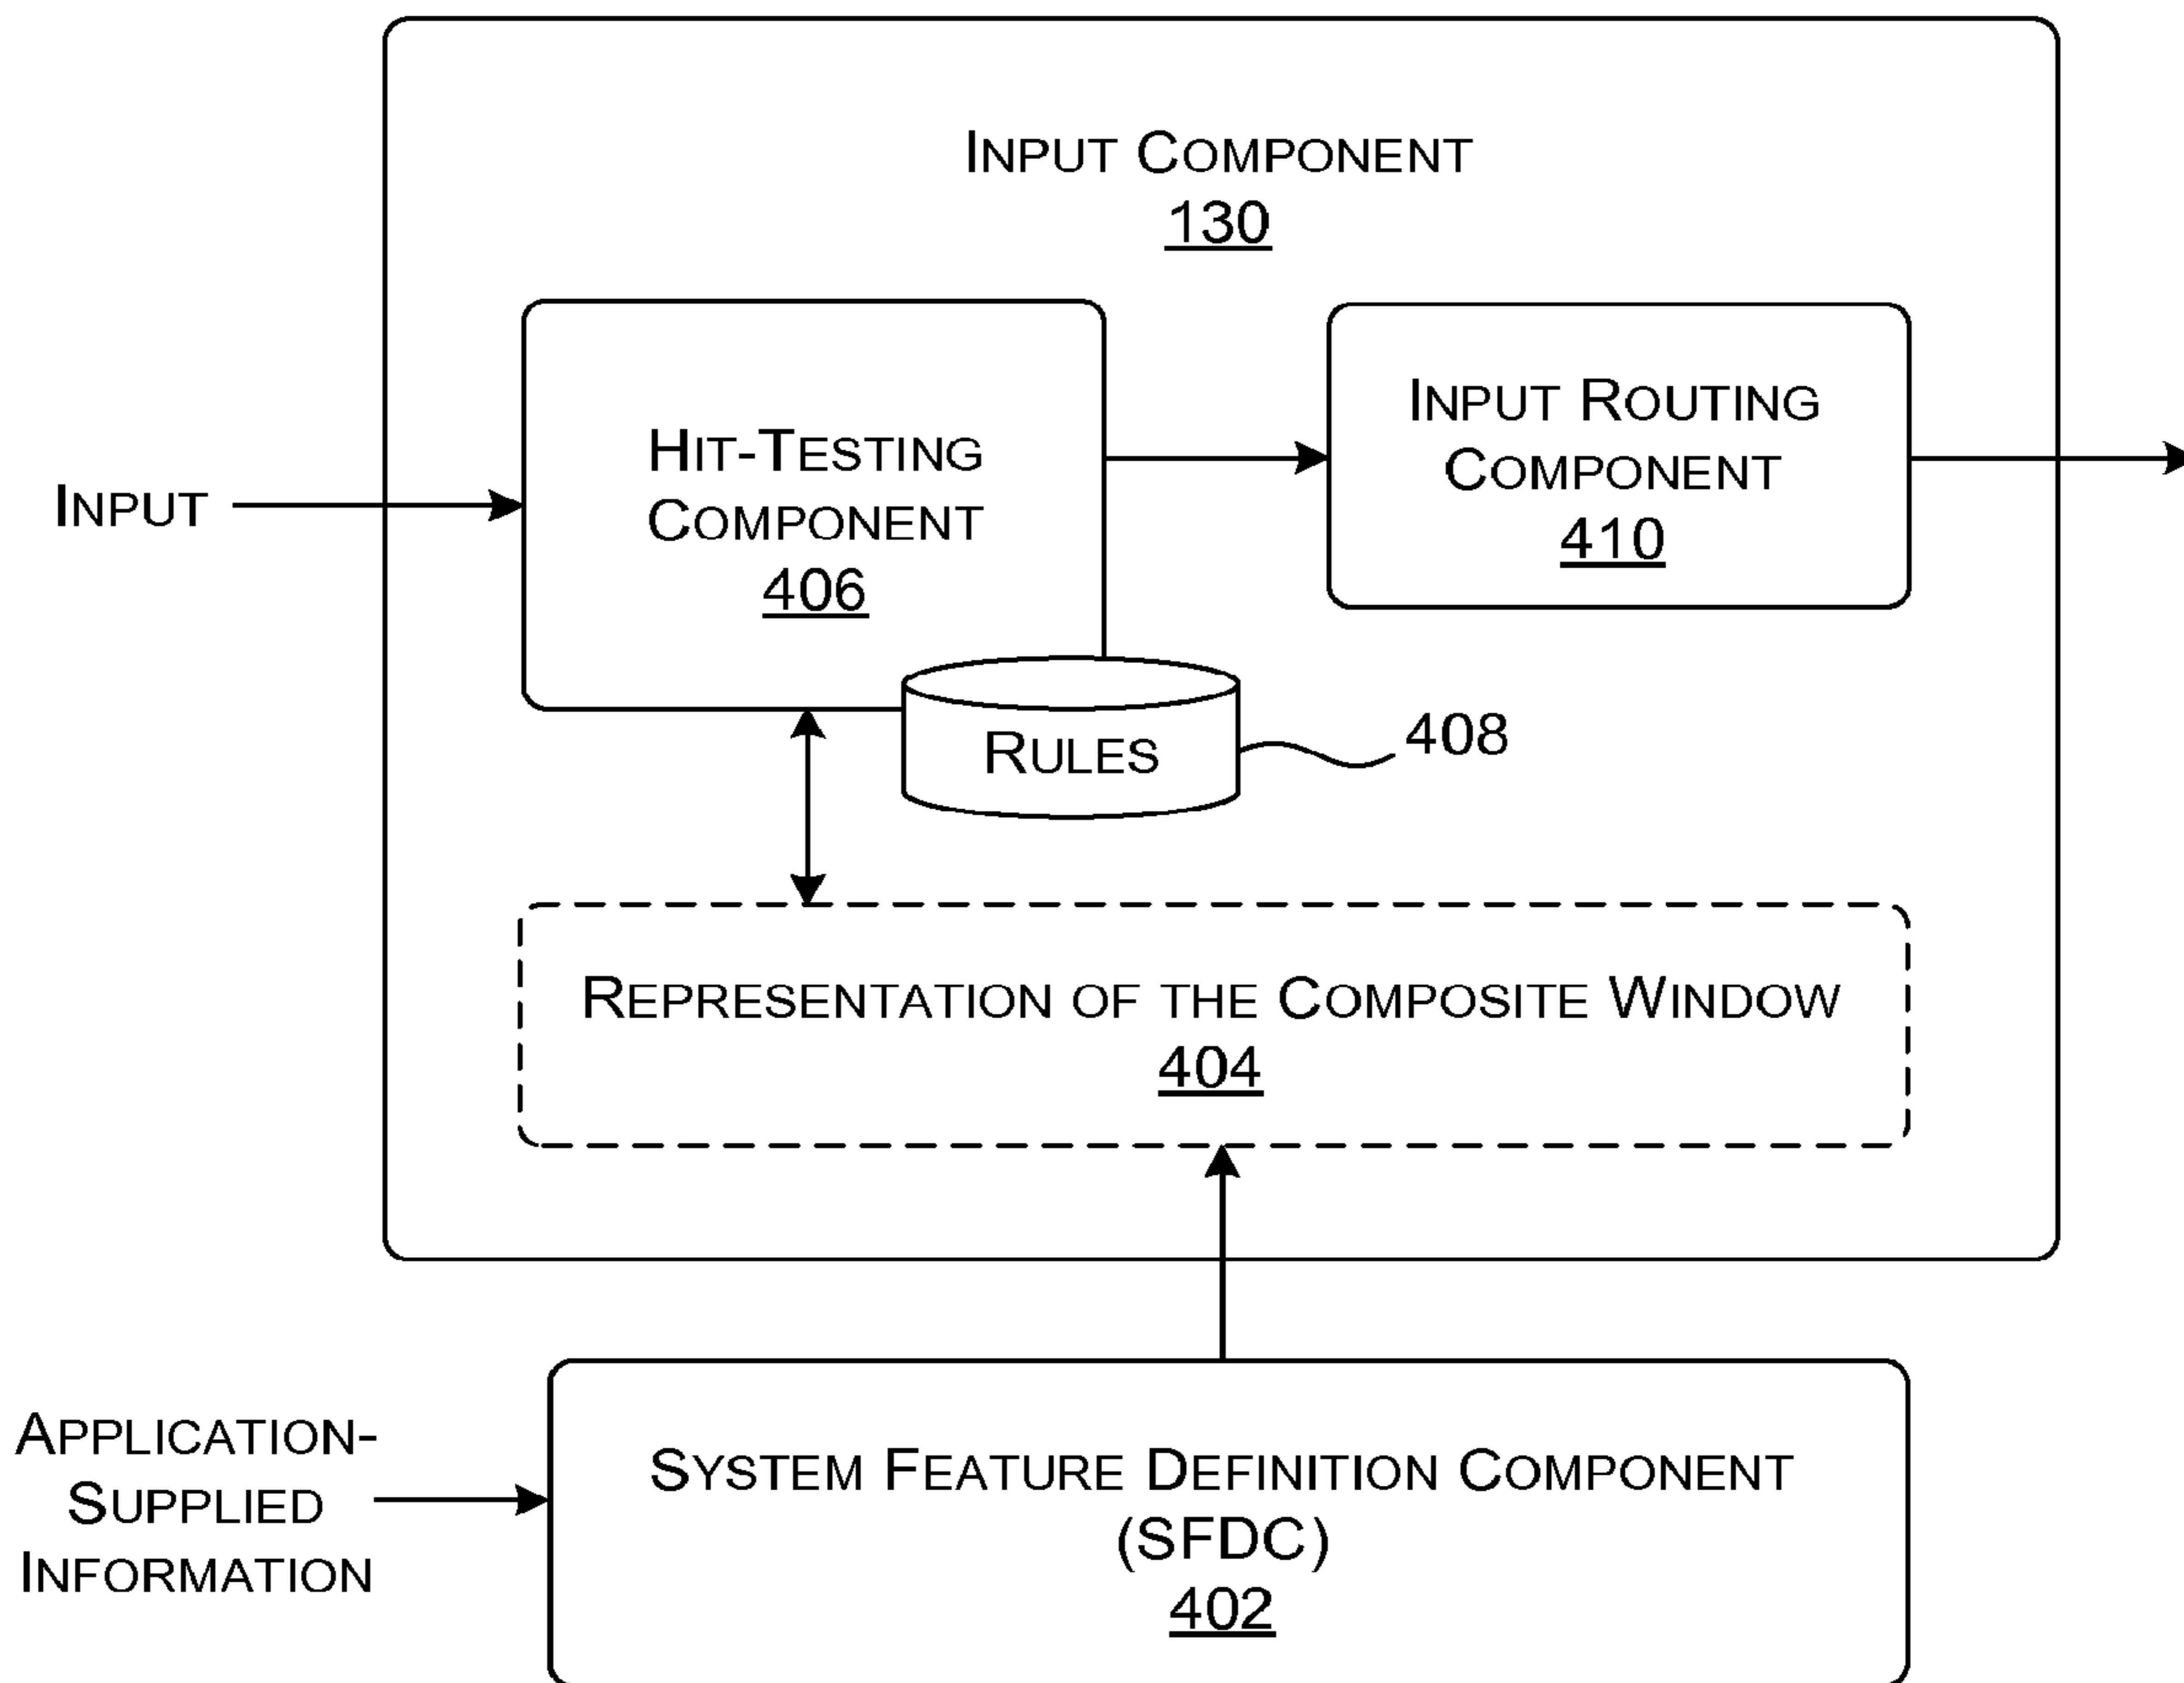 INPUT COMPONENT
130
INPUT
HIT-TESTING
COMPONENT
406
INPUT ROUTING
COMPONENT
410
RULES
408
REPRESENTATION OF THE COMPOSITE WINDOW
404
APPLICATION-
SUPPLIED
INFORMATION
SYSTEM FEATURE DEFINITION COMPONENT
(SFDC)
402